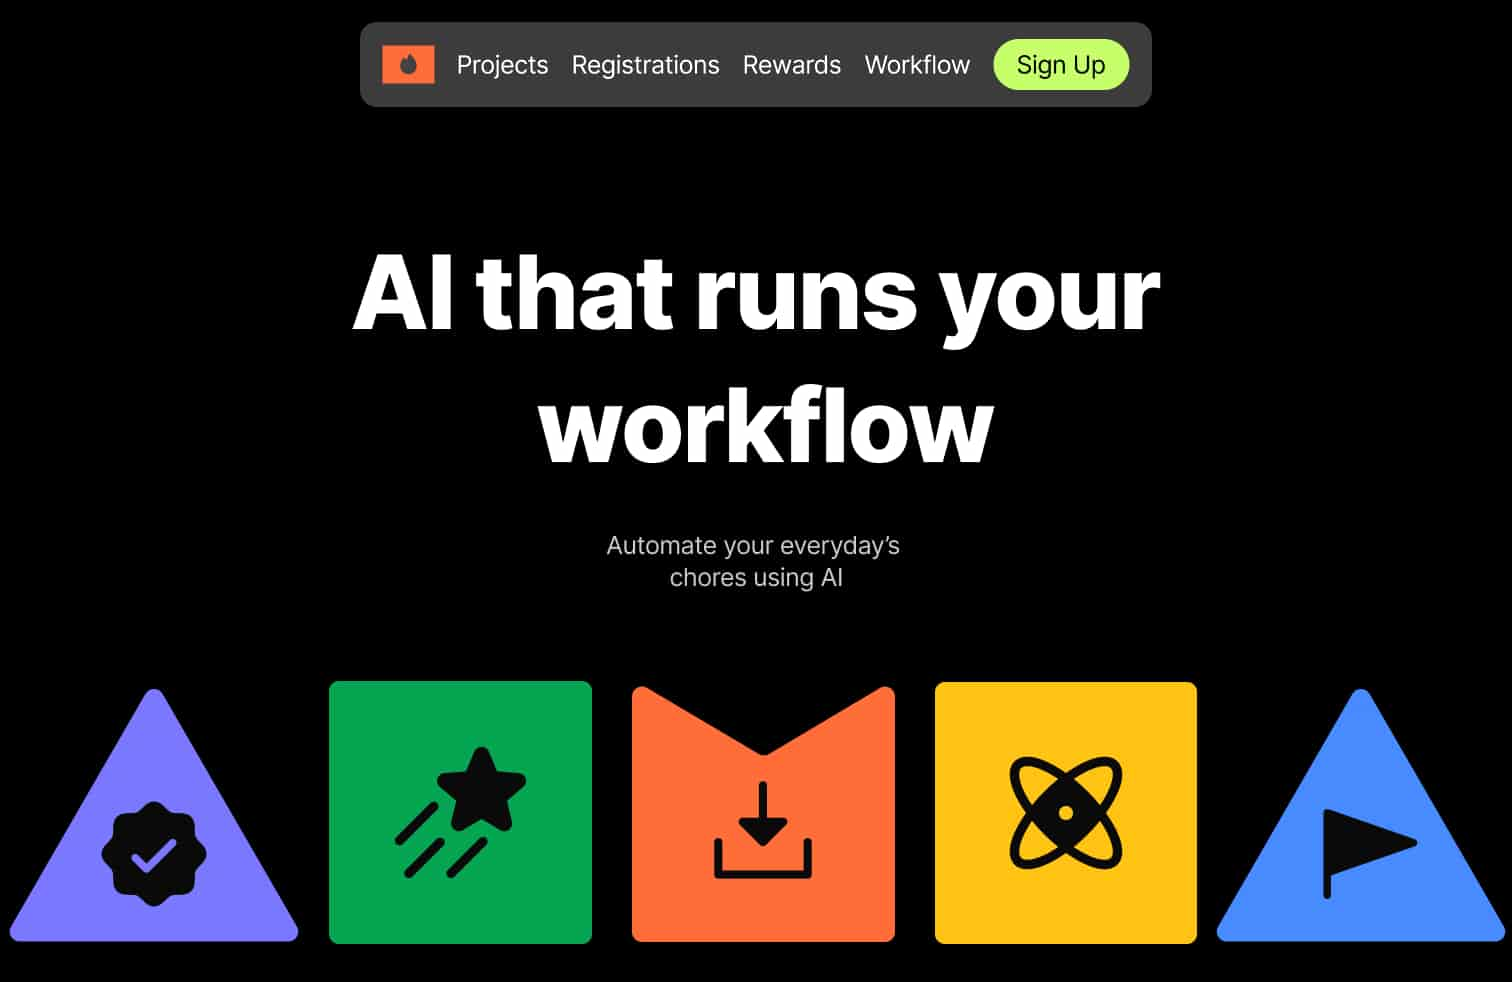 Projects Registrations Rewards Workflow Sign Up
AI that runs your
workflow
Automate your everyday’s
chores using AI